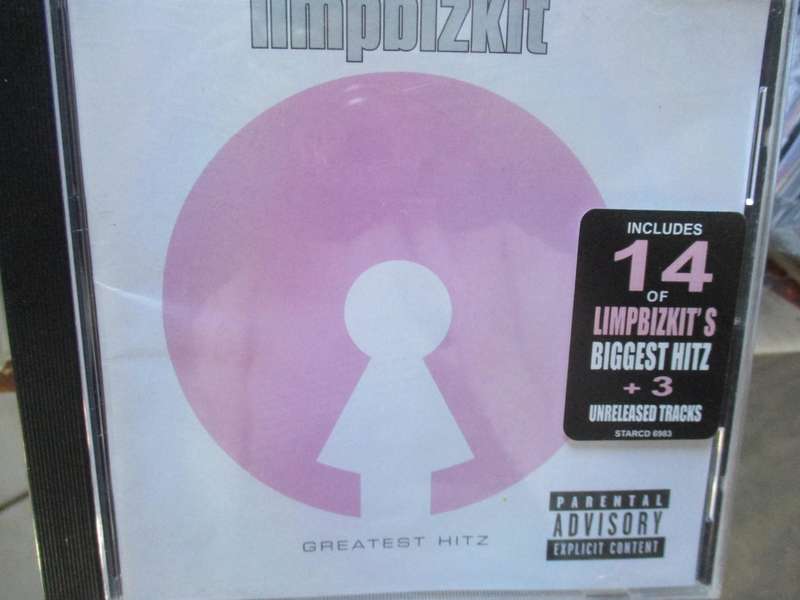 limpbizkit
INCLUDES
14
OF
LIMPBIZKIT'S
BIGGEST HITZ
+ 3
UNRELEASED TRACKS
STARCD 6983
PARENTAL
ADVISORY
EXPLICIT CONTENT
GREATEST HITZ